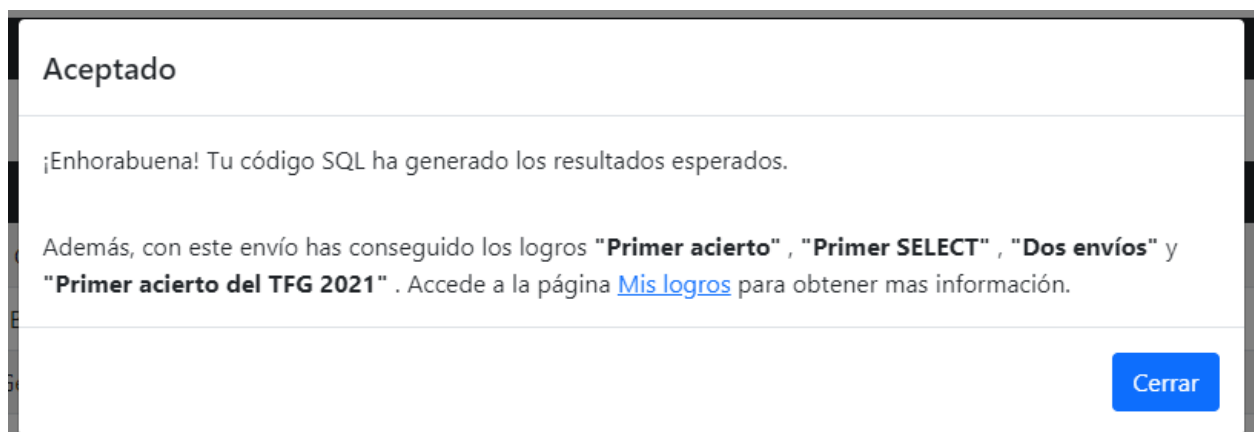 Aceptado
¡Enhorabuena! Tu código SQL ha generado los resultados esperados.
Además, con este envío has conseguido los logros "Primer acierto" , "Primer SELECT" , "Dos envíos" y
"Primer acierto del TFG 2021" . Accede a la página Mis logros para obtener mas información.
Cerrar